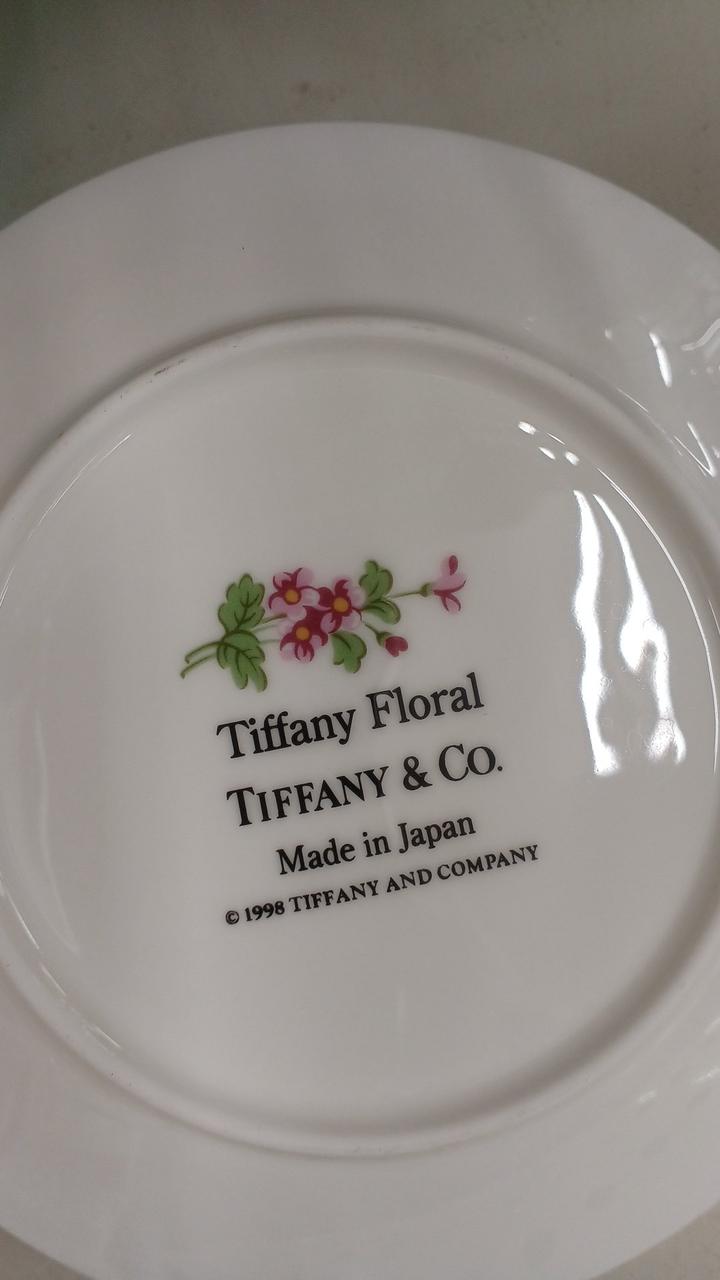 Tiffany Floral
TIFFANY & CO.
Made in Japan
© 1998 TIFFANY AND COMPANY